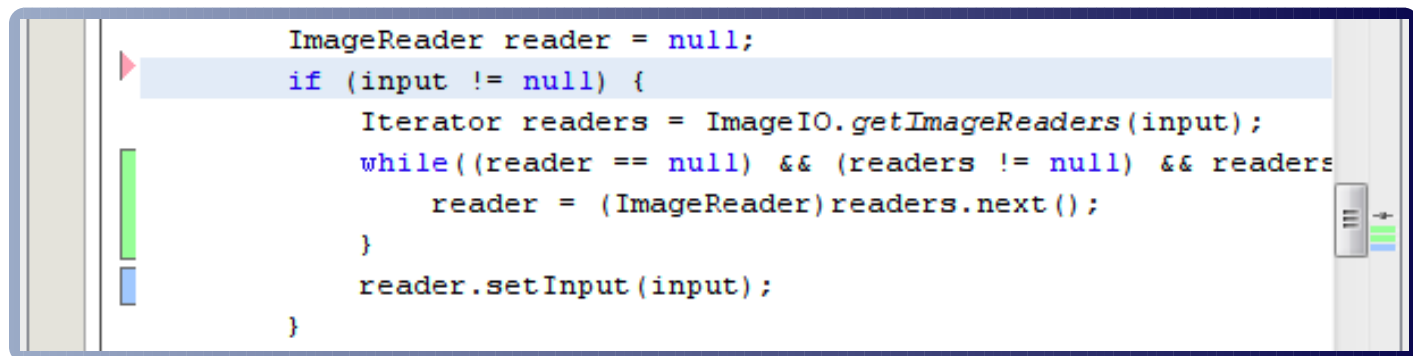 ImageReader reader = null;
if (input != null) {
Iterator readers = ImageIO.getImageReaders(input);
while((reader == null) && (readers != null) && readers
reader = (ImageReader)readers.next();
}
reader.setInput(input);
}